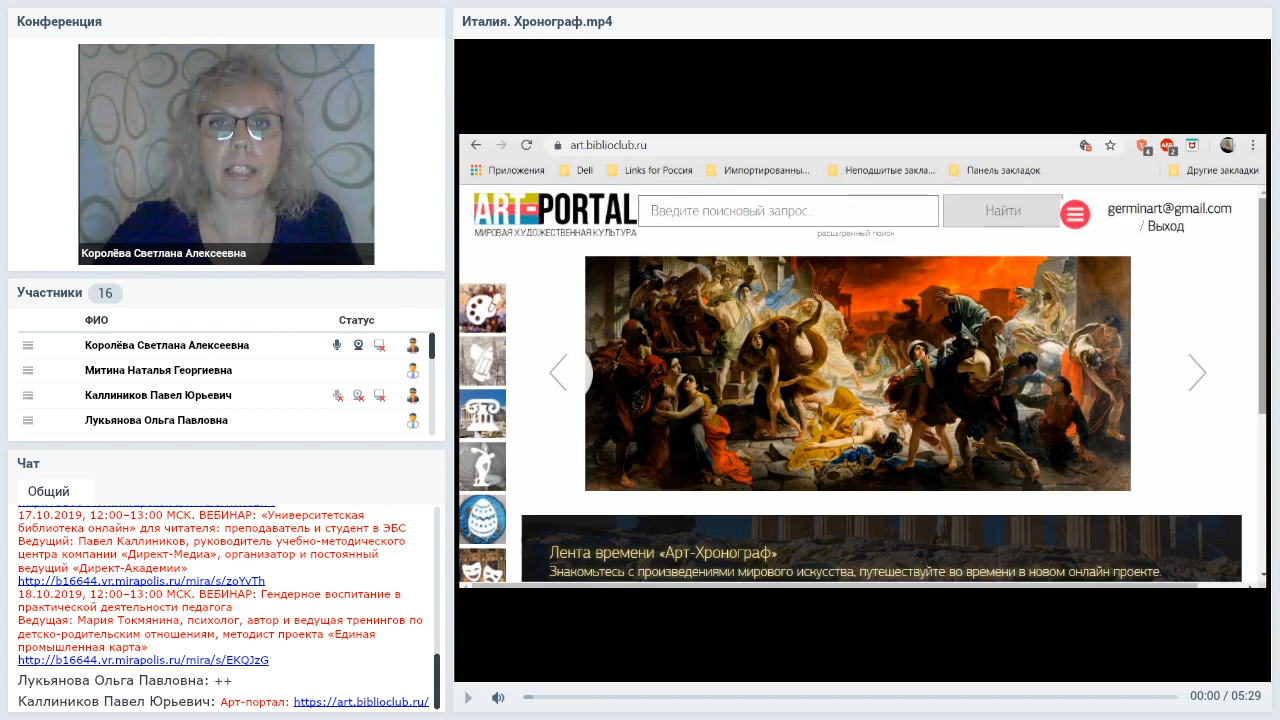 Конференция
Королёва Светлана Алексеевна
Участники 16
ФИО Статус
Королёва Светлана Алексеевна
Митина Наталья Георгиевна
Каллиников Павел Юрьевич
Лукьянова Ольга Павловна
Чат
Общий
17.10.2019, 12:00–13:00 МСК. ВЕБИНАР: «Университетская
библиотека онлайн» для читателя: преподаватель и студент в ЭБС
Ведущий: Павел Каллиников, руководитель учебно-методического
центра компании «Директ-Медиа», организатор и постоянный
ведущий «Директ-Академии»
http://b16644.vr.mirapolis.ru/mira/s/zoYvTh
18.10.2019, 12:00–13:00 МСК. ВЕБИНАР: Гендерное воспитание в
практической деятельности педагога
Ведущая: Мария Токмянина, психолог, автор и ведущая тренингов по
детско-родительским отношениям, методист проекта «Единая
промышленная карта»
http://b16644.vr.mirapolis.ru/mira/s/EKQJzG
Лукьянова Ольга Павловна: ++
Каллиников Павел Юрьевич: Арт-портал: https://art.biblioclub.ru/
Италия. Хронограф.mp4
art.biblioclub.ru
4
ABP
2
Приложения Dell Links for Россия Импортированны... Неподшитые закла... Панель закладок Другие закладки
ART-PORTAL
МИРОВАЯ ХУДОЖЕСТВЕННАЯ КУЛЬТУРА
Введите поисковый запрос...
Найти
расширенный поиск
germinart@gmail.com
/ Выход
Лента времени «Арт-Хронограф»
Знакомьтесь с произведениями мирового искусства, путешествуйте во времени в новом онлайн проекте.
00:00 / 05:29